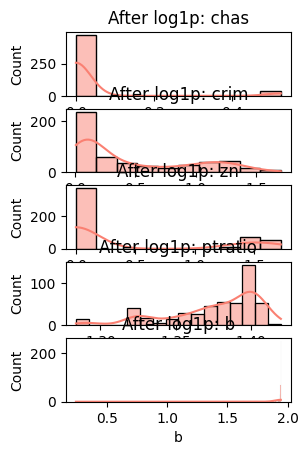 After log1p: chas
Count
250
0
After log1p: crim
Count
200
0
After log1p: zn
Count
200
0
After log1p: ptratio
Count
100
0
1.40
After log1p: b
Count
200
0
0.5 1.0 1.5 2.0
b